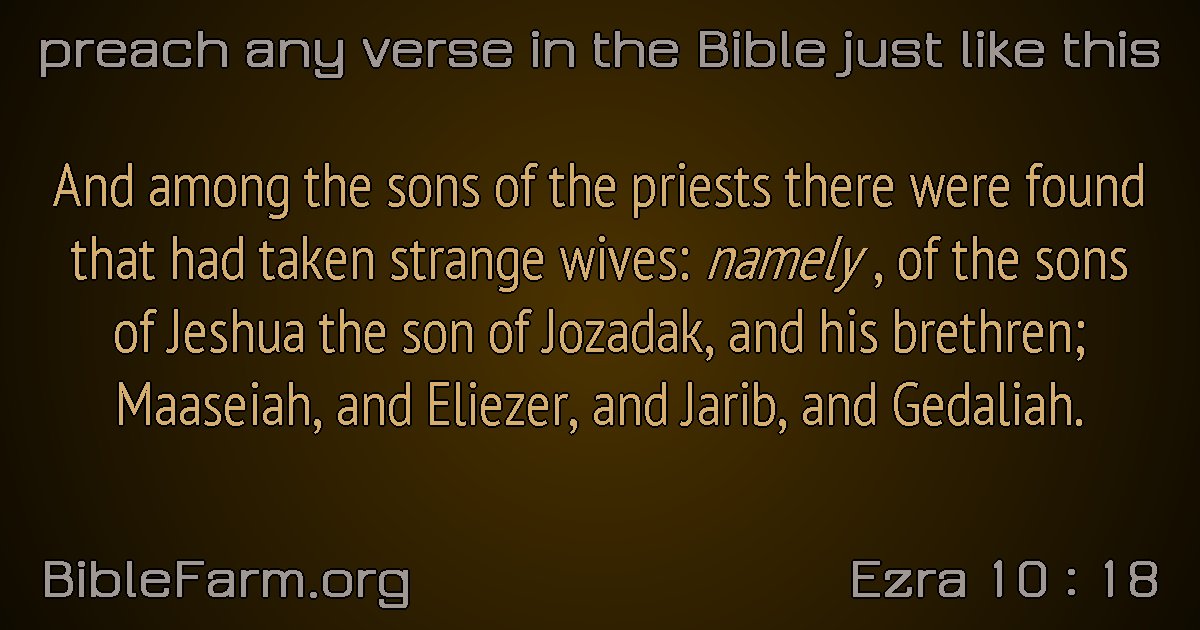 preach any verse in the Bible just like this
And among the sons of the priests there were found
that had taken strange wives: namely , of the sons
of Jeshua the son of Jozadak, and his brethren;
Maaseiah, and Eliezer, and Jarib, and Gedaliah.
BibleFarm.org
Ezra 10 : 18